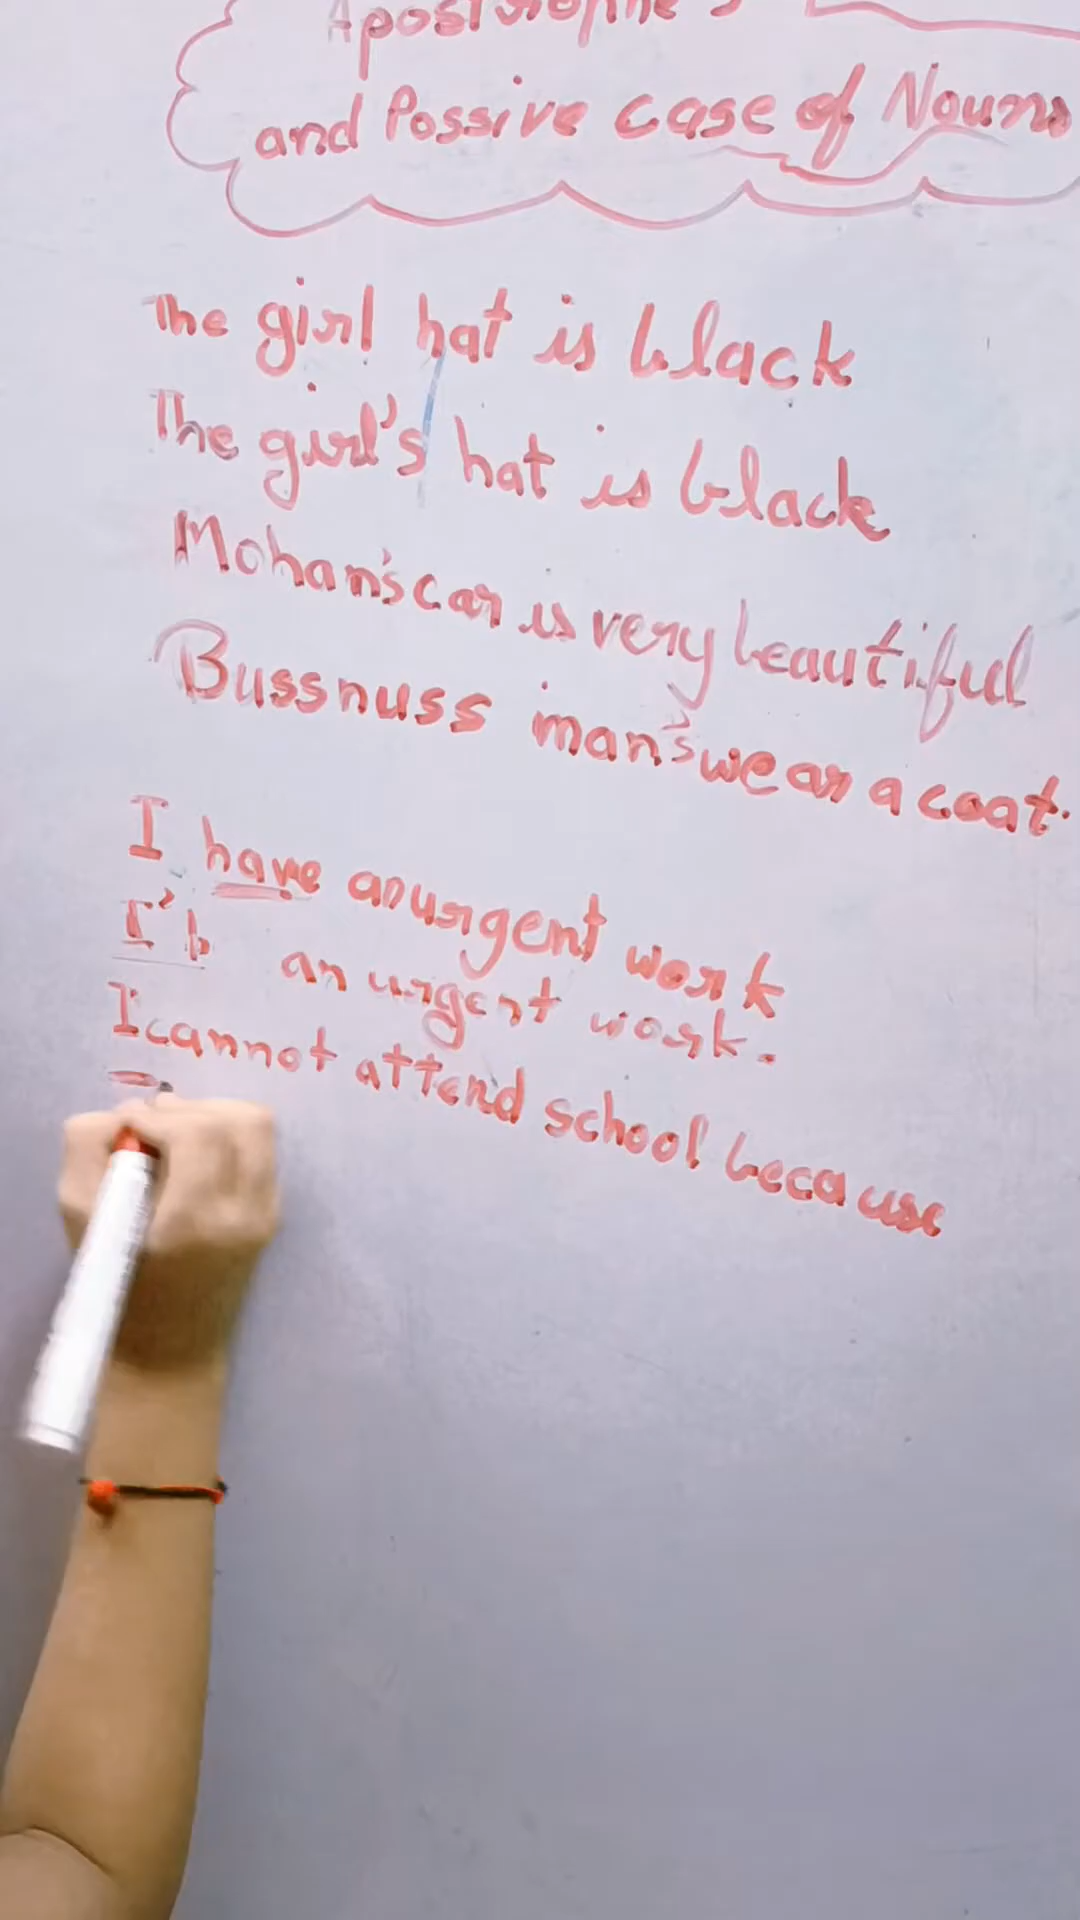 Apostrophe's
and Possive case of Nouns
The girl hat is black
The girl's hat is black
Mohan's car is very beautiful
Bussnuss man's wear a coat.
I have an urgent work
I'h an urgent work.
I cannot attend school because